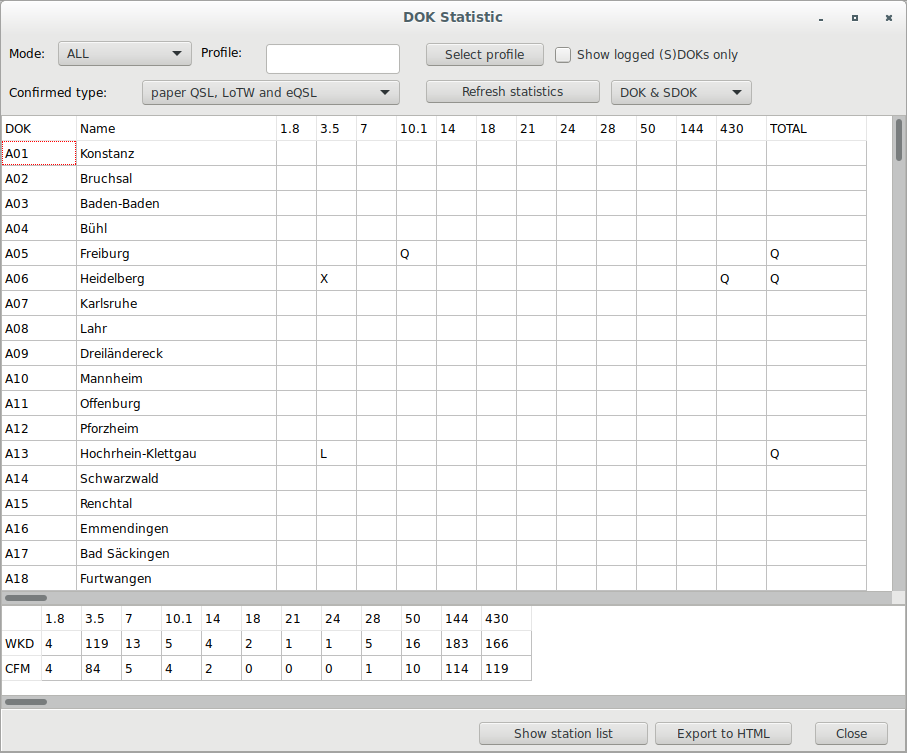 DOK Statistic
Mode: ALL Profile: Select profile Show logged (S)DOKs only
Confirmed type: paper QSL, LoTW and eQSL Refresh statistics DOK & SDOK
DOK Name 1.8 3.5 7 10.1 14 18 21 24 28 50 144 430 TOTAL
A01 Konstanz
A02 Bruchsal
A03 Baden-Baden
A04 Bühl
A05 Freiburg Q Q
A06 Heidelberg X Q Q
A07 Karlsruhe
A08 Lahr
A09 Dreiländereck
A10 Mannheim
A11 Offenburg
A12 Pforzheim
A13 Hochrhein-Klettgau L Q
A14 Schwarzwald
A15 Renchtal
A16 Emmendingen
A17 Bad Säckingen
A18 Furtwangen
1.8 3.5 7 10.1 14 18 21 24 28 50 144 430
WKD 4 119 13 5 4 2 1 1 5 16 183 166
CFM 4 84 5 4 2 0 0 0 1 10 114 119
Show station list Export to HTML Close